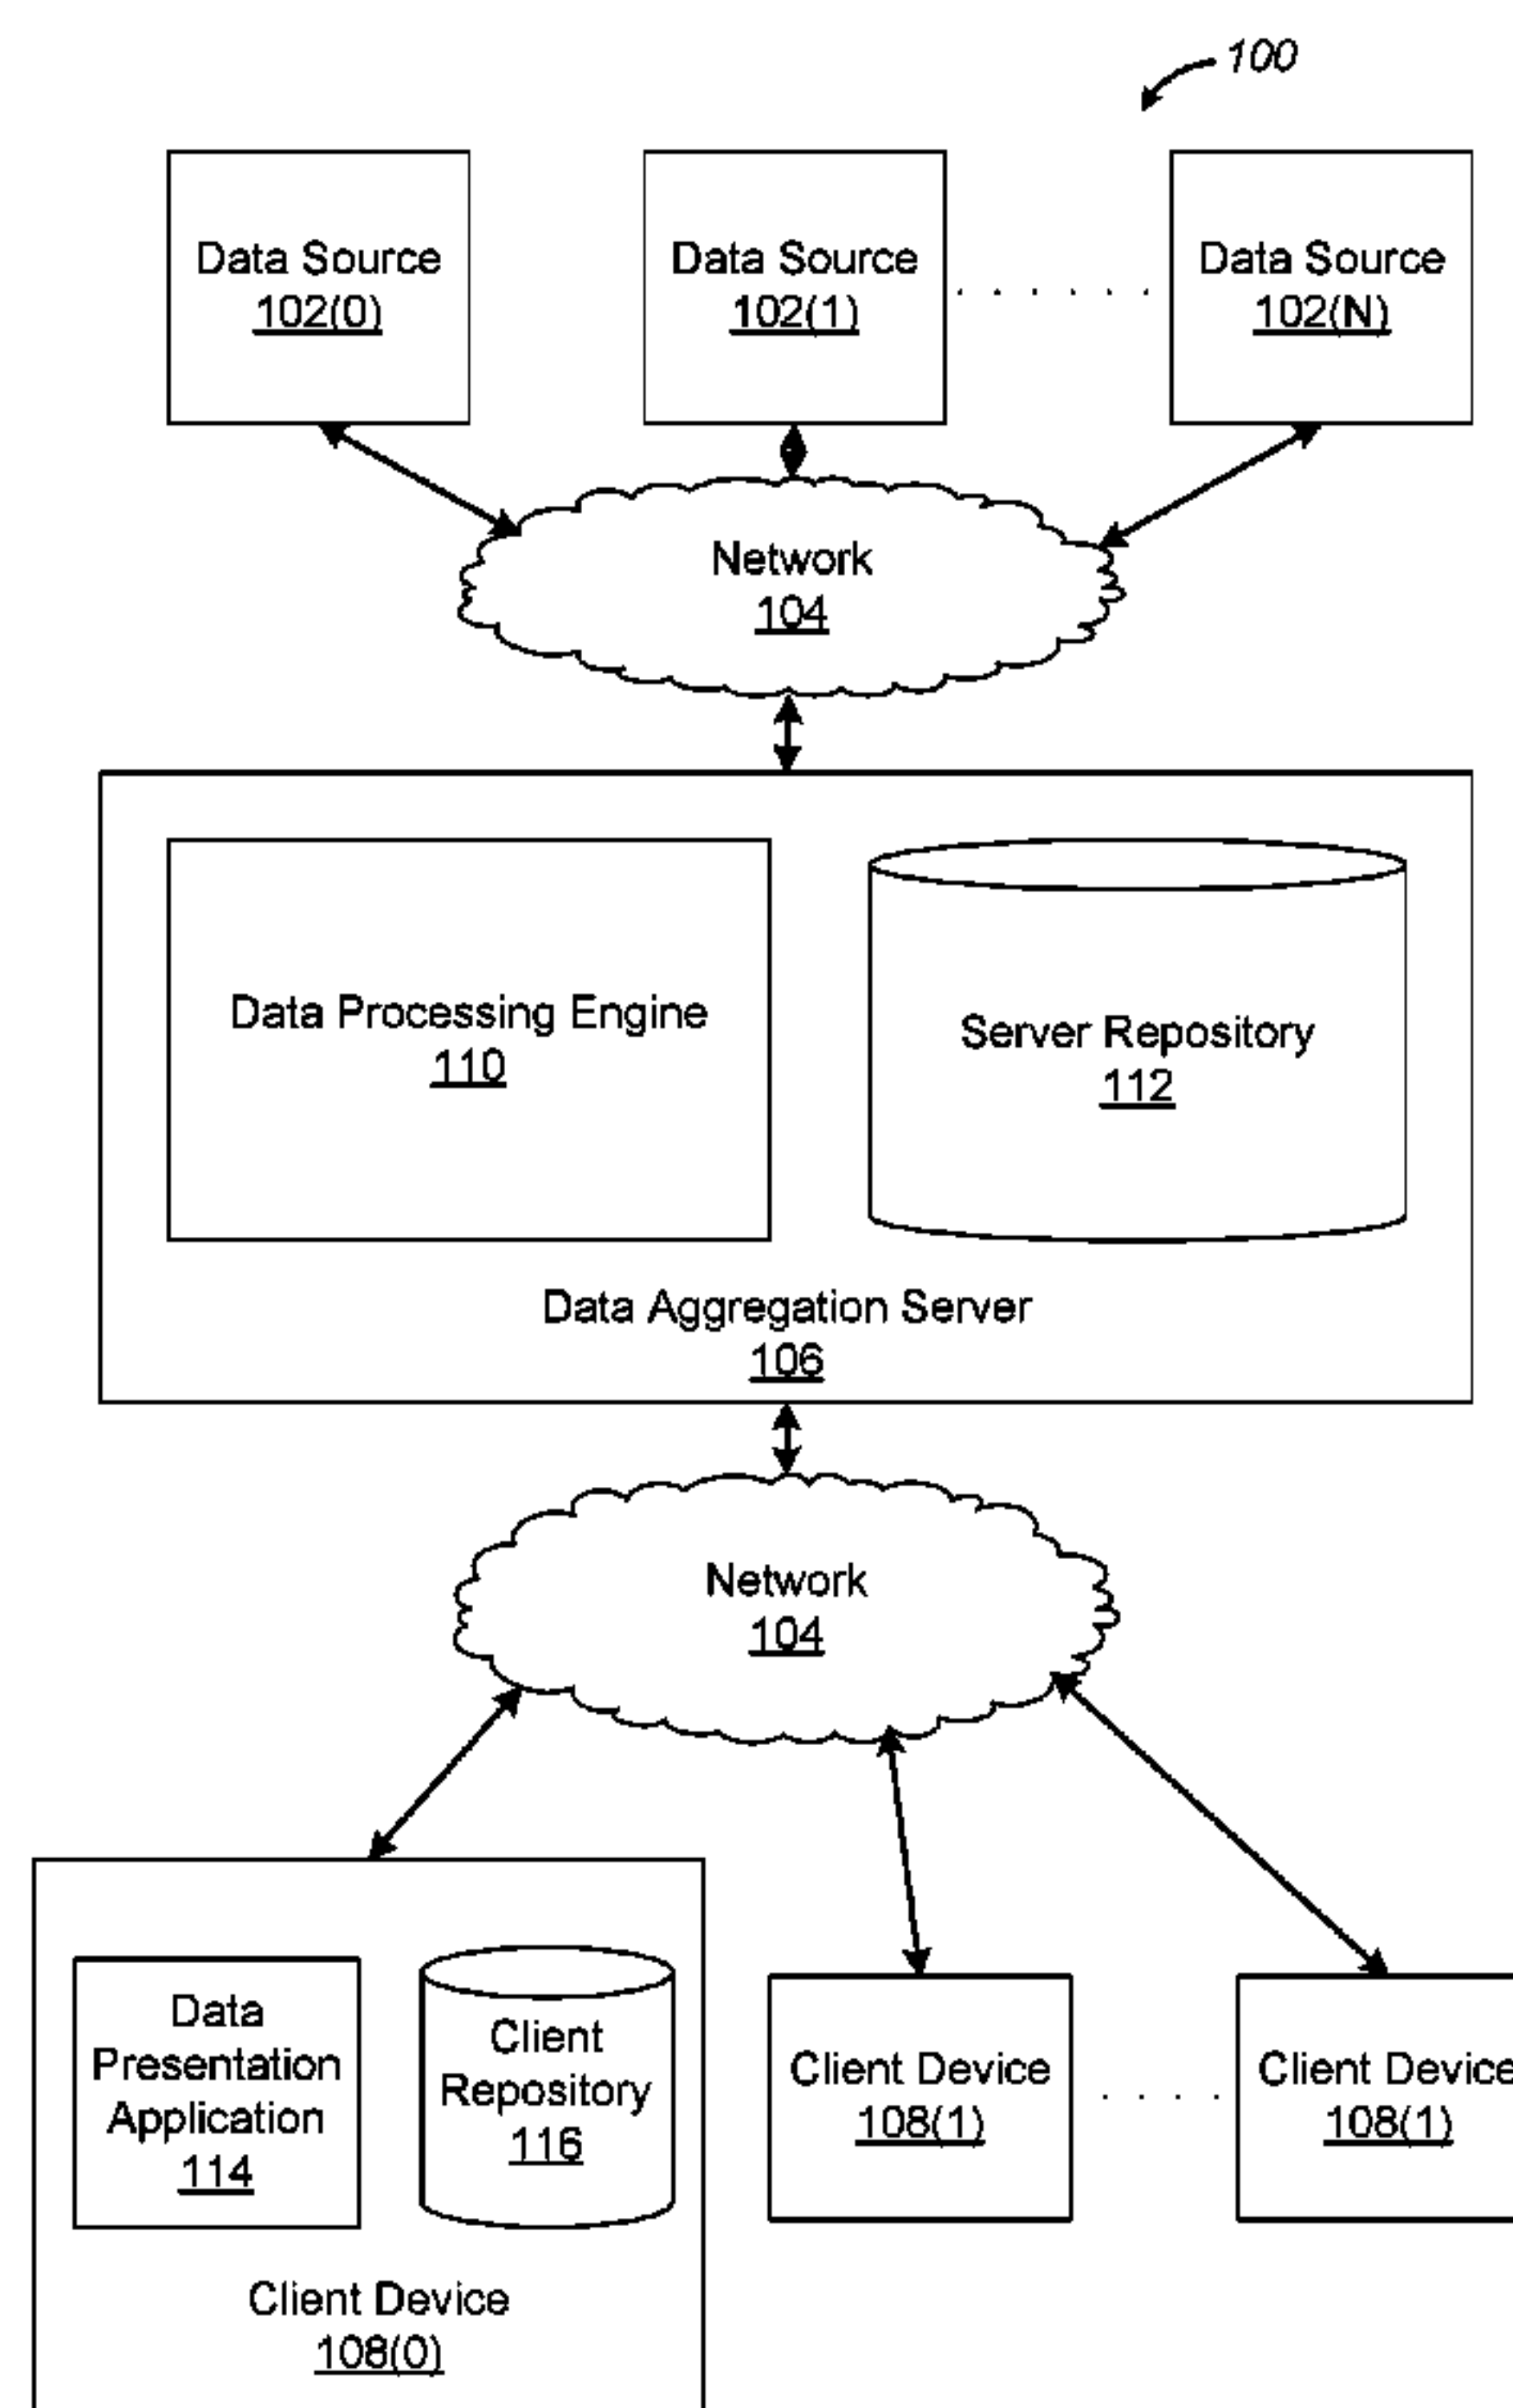 100
Data Source
102(0)
Data Source
102(1)
Data Source
102(N)
Network
104
Data Processing Engine
110
Server Repository
112
Data Aggregation Server
106
Network
104
Data
Presentation
Application
114
Client
Repository
116
Client Device
108(0)
Client Device
108(1)
Client Device
108(1)